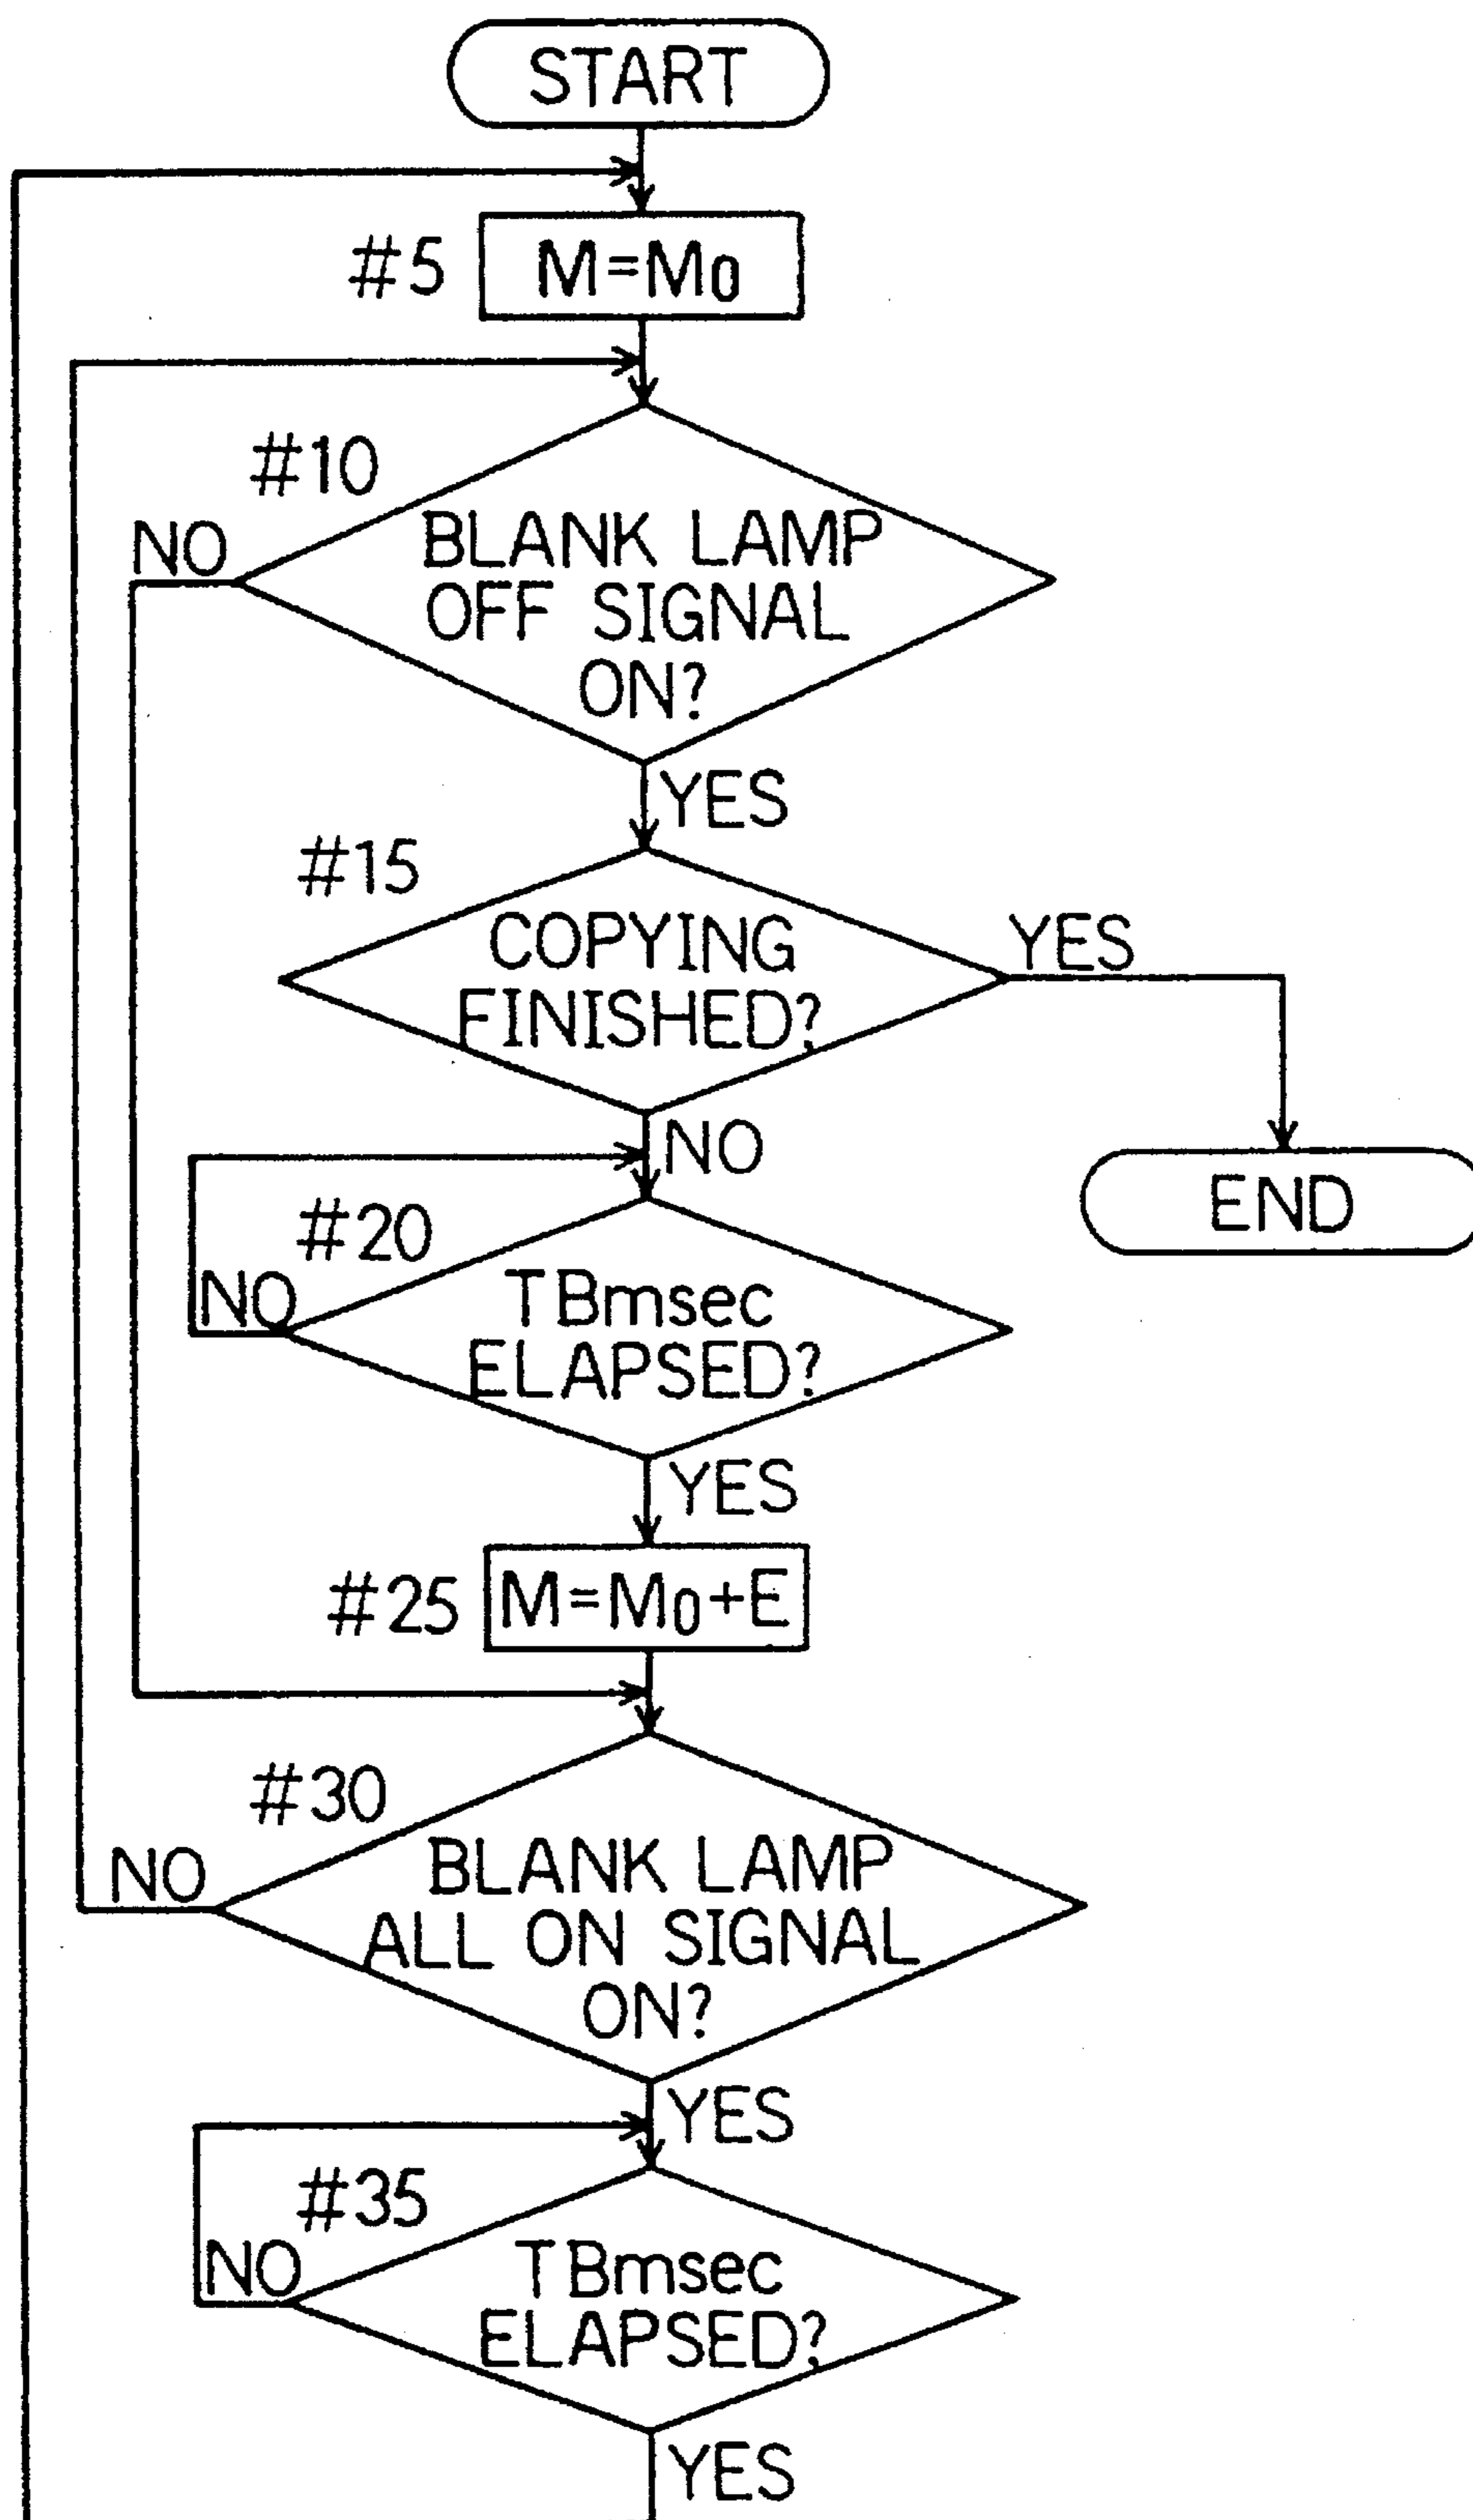 START
#5
M=M0
#10
NO
BLANK LAMP
OFF SIGNAL
ON?
YES
#15
COPYING
FINISHED?
YES
NO
END
#20
NO
TBmsec
ELAPSED?
YES
#25
M=M0+E
#30
NO
BLANK LAMP
ALL ON SIGNAL
ON?
YES
#35
NO
TBmsec
ELAPSED?
YES